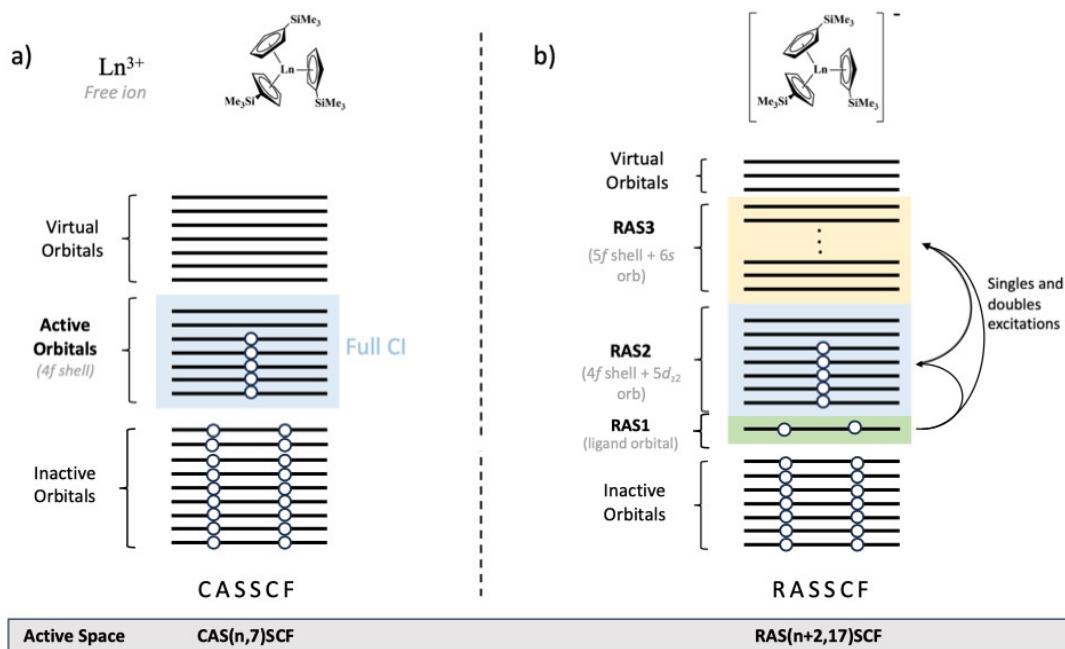 a)
Ln3+
Free ion
SiMe3
Ln
Me3Si
SiMe3
Virtual
Orbitals
Active
Orbitals
(4f shell)
Full CI
Inactive
Orbitals
CASSCF
b)
SiMe3
Ln
Me3Si
SiMe3
-
Virtual
Orbitals
RAS3
(5f shell + 6s
orb)
Singles and
doubles
excitations
RAS2
(4f shell + 5dz2
orb)
RAS1
(ligand orbital)
Inactive
Orbitals
RASSCF
Active Space CAS(n,7)SCF RAS(n+2,17)SCF